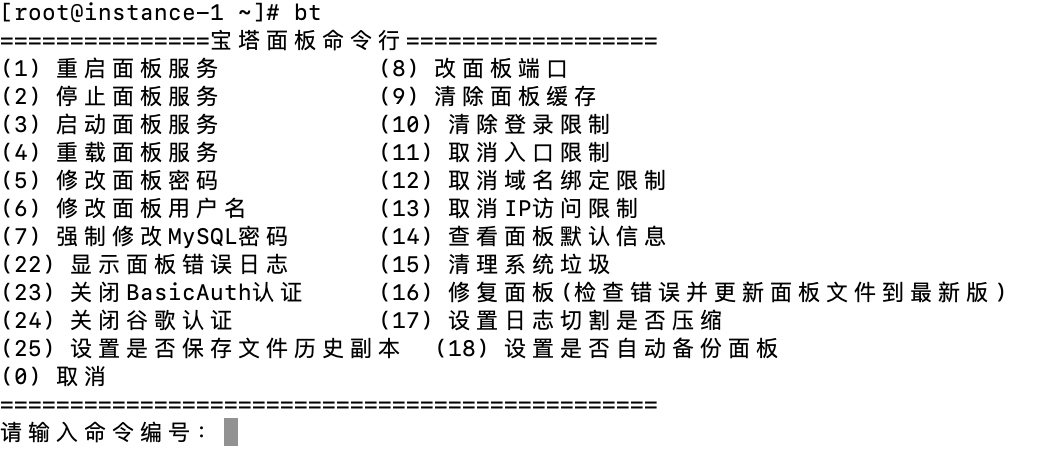 [root@instance-1 ~]# bt
===============宝塔面板命令行==================
(1) 重启面板服务 (8) 改面板端口
(2) 停止面板服务 (9) 清除面板缓存
(3) 启动面板服务 (10) 清除登录限制
(4) 重载面板服务 (11) 取消入口限制
(5) 修改面板密码 (12) 取消域名绑定限制
(6) 修改面板用户名 (13) 取消IP访问限制
(7) 强制修改MySQL密码 (14) 查看面板默认信息
(22) 显示面板错误日志 (15) 清理系统垃圾
(23) 关闭BasicAuth认证 (16) 修复面板(检查错误并更新面板文件到最新版)
(24) 关闭谷歌认证 (17) 设置日志切割是否压缩
(25) 设置是否保存文件历史副本 (18) 设置是否自动备份面板
(0) 取消
===============================================
请输入命令编号：